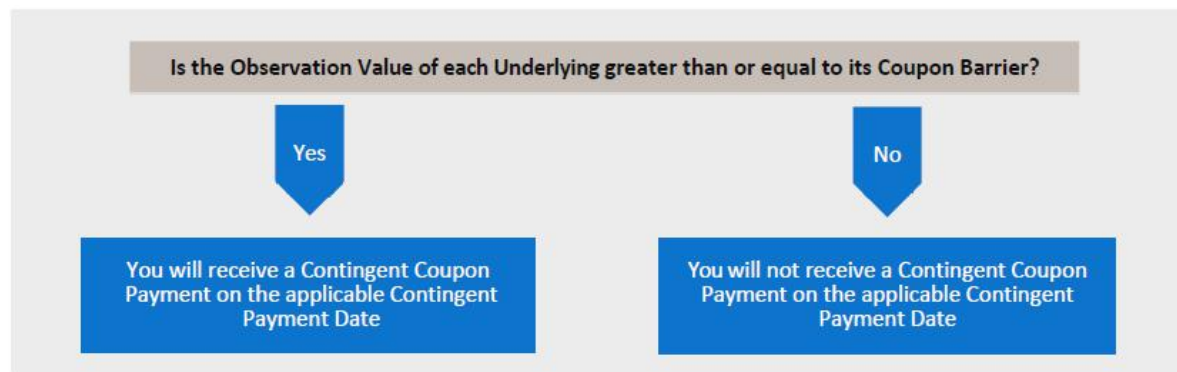 Is the Observation Value of each Underlying greater than or equal to its Coupon Barrier?
Yes
No
You will receive a Contingent Coupon
Payment on the applicable Contingent
Payment Date
You will not receive a Contingent Coupon
Payment on the applicable Contingent
Payment Date